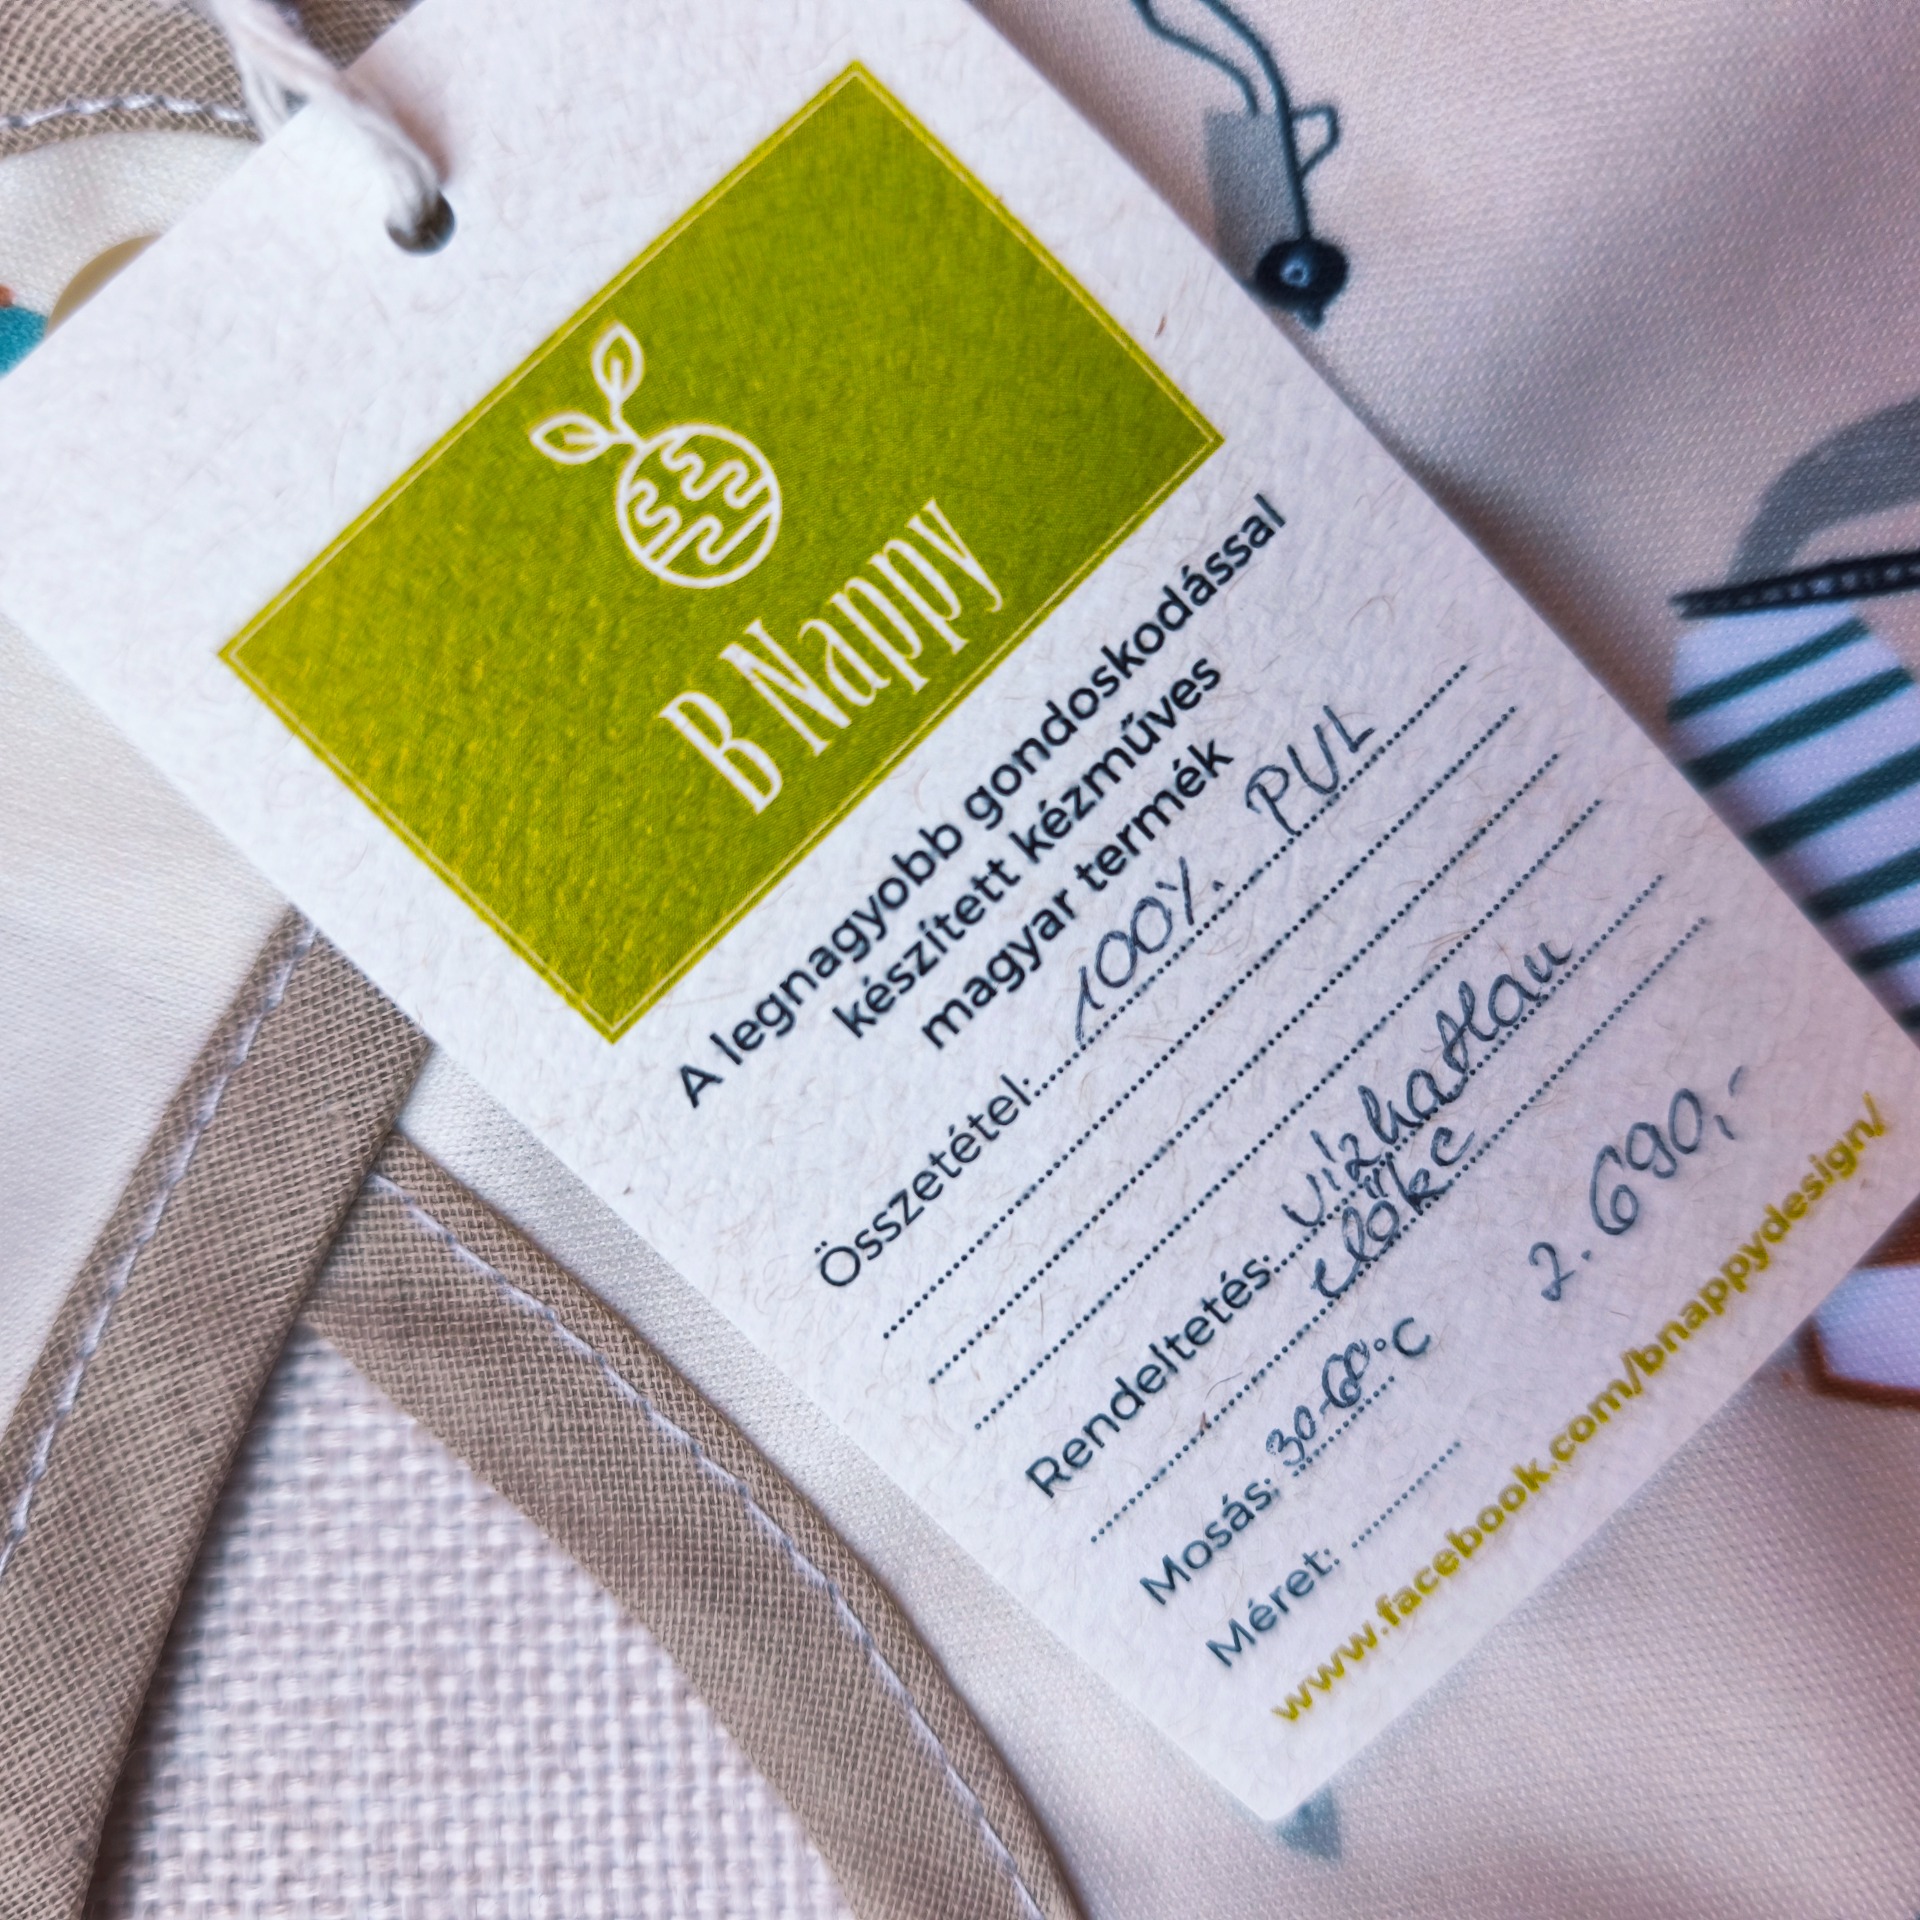 B Nappy
A legnagyobb gondoskodással
készített kézműves
magyar termék
Összetétel: 100% PUL
Rendeltetés: vízhatlan
előke
Mosás: 30-60°C
2.690,-
Méret:
www.facebook.com/bnappydesign/